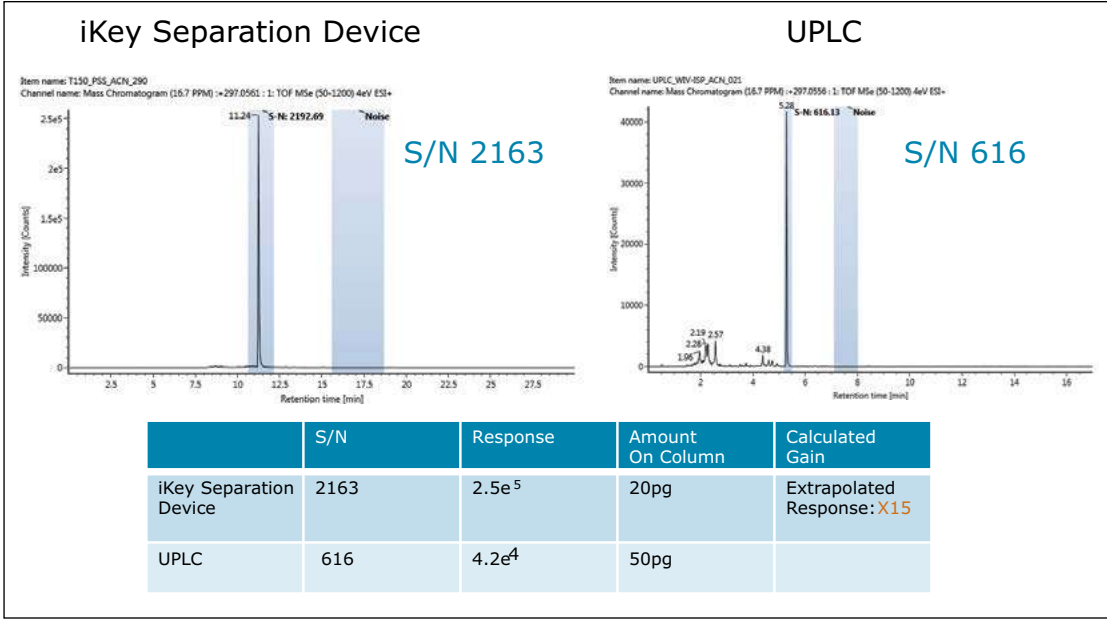 iKey Separation Device
UPLC
Item name: T150_PSS_ACN_290
Channel name: Mass Chromatogram (16.7 PPM) :+297.0561 : 1: TOF MSe (50-1200) 4eV ESI+
11.24
S-N: 2192.69
Noise
S/N 2163
2.5e5
2e5
1.5e5
100000
50000
0
Intensity [Counts]
2.5 5 7.5 10 12.5 15 17.5 20 22.5 25 27.5
Retention time [min]
Item name: UPLC_WIV-ISP_ACN_021
Channel name: Mass Chromatogram (16.7 PPM) :+297.0556 : 1: TOF MSe (50-1200) 4eV ESI+
5.28
S-N: 616.13
Noise
S/N 616
40000
30000
20000
10000
0
Intensity [Counts]
2.19
2.57
2.28
1.96
4.38
2 4 6 8 10 12 14 16
Retention time [min]
S/N Response Amount On Column Calculated Gain
iKey Separation Device 2163 2.5e5 20pg Extrapolated Response: X15
UPLC 616 4.2e4 50pg